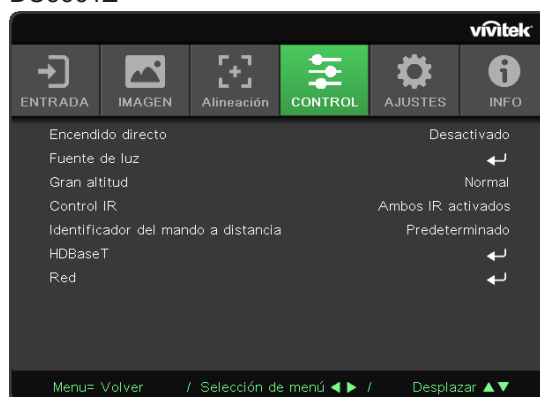 vivitek
ENTRADA IMAGEN Alineación CONTROL AJUSTES INFO
Encendido directo Desactivado
Fuente de luz
Gran altitud Normal
Control IR Ambos IR activados
Identificador del mando a distancia Predeterminado
HDBaseT
Red
Menu= Volver / Selección de menú ◀ ▶ / Desplazar ▲▼